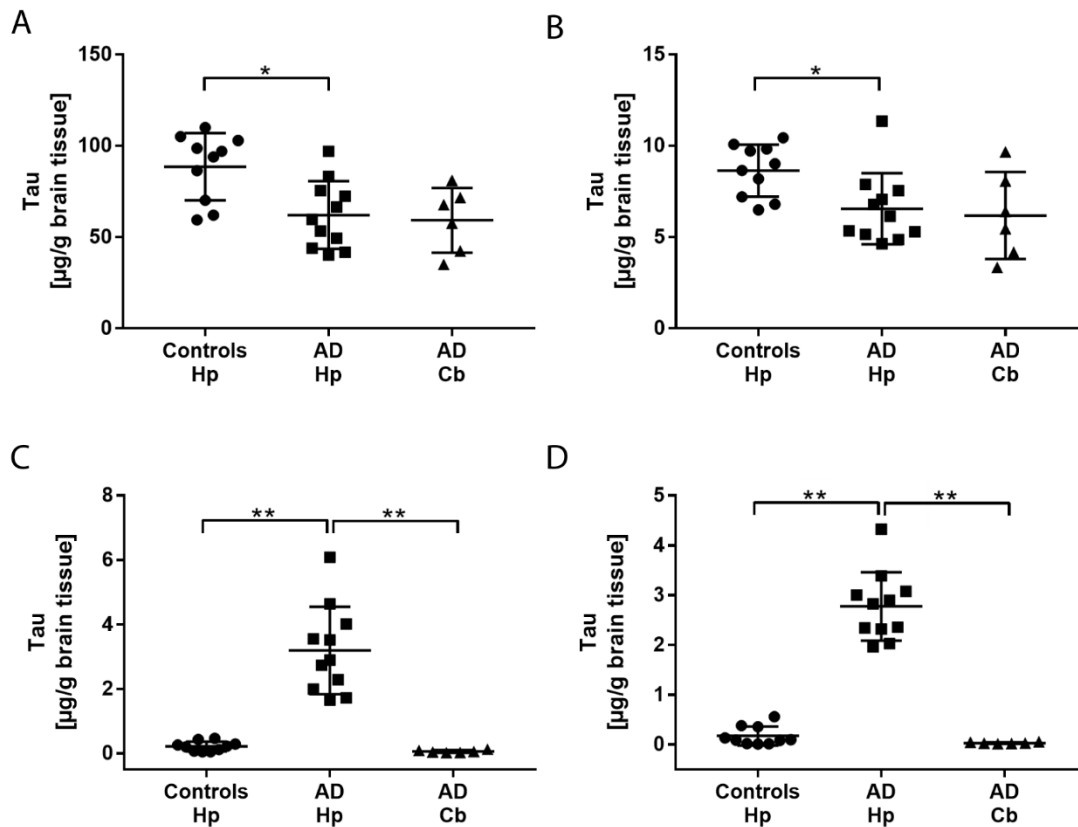 A
Tau
[µg/g brain tissue]
150
100
50
0
*
Controls
Hp
AD
Hp
AD
Cb
B
Tau
[µg/g brain tissue]
15
10
5
0
*
Controls
Hp
AD
Hp
AD
Cb
C
Tau
[µg/g brain tissue]
8
6
4
2
0
**
**
Controls
Hp
AD
Hp
AD
Cb
D
Tau
[µg/g brain tissue]
5
4
3
2
1
0
**
**
Controls
Hp
AD
Hp
AD
Cb